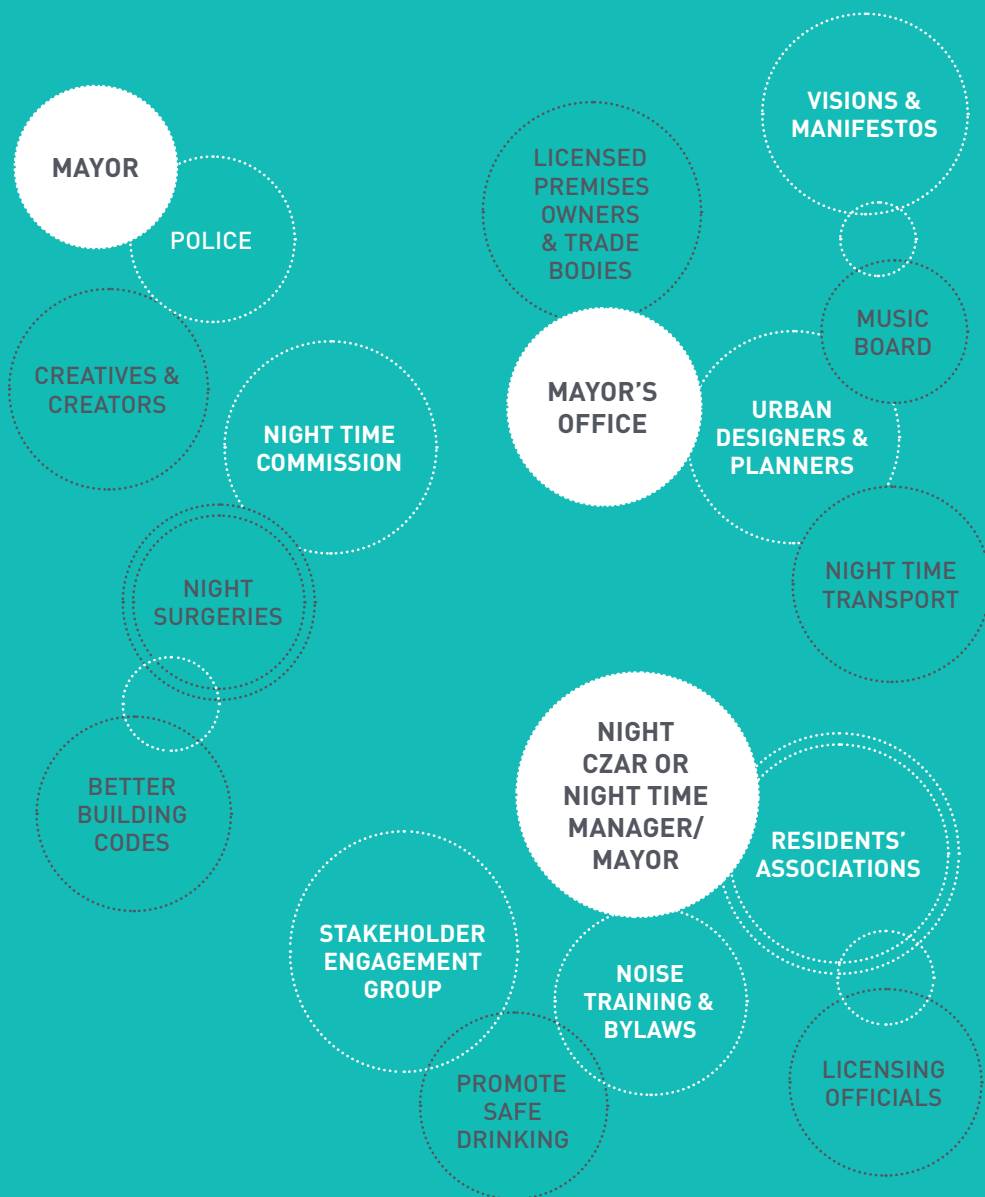 MAYOR
POLICE
CREATIVES &
CREATORS
NIGHT TIME
COMMISSION
NIGHT
SURGERIES
BETTER
BUILDING
CODES
LICENSED
PREMISES
OWNERS
& TRADE
BODIES
MAYOR’S
OFFICE
VISIONS &
MANIFESTOS
MUSIC
BOARD
URBAN
DESIGNERS &
PLANNERS
NIGHT TIME
TRANSPORT
NIGHT
CZAR OR
NIGHT TIME
MANAGER/
MAYOR
RESIDENTS’
ASSOCIATIONS
STAKEHOLDER
ENGAGEMENT
GROUP
NOISE
TRAINING &
BYLAWS
PROMOTE
SAFE
DRINKING
LICENSING
OFFICIALS